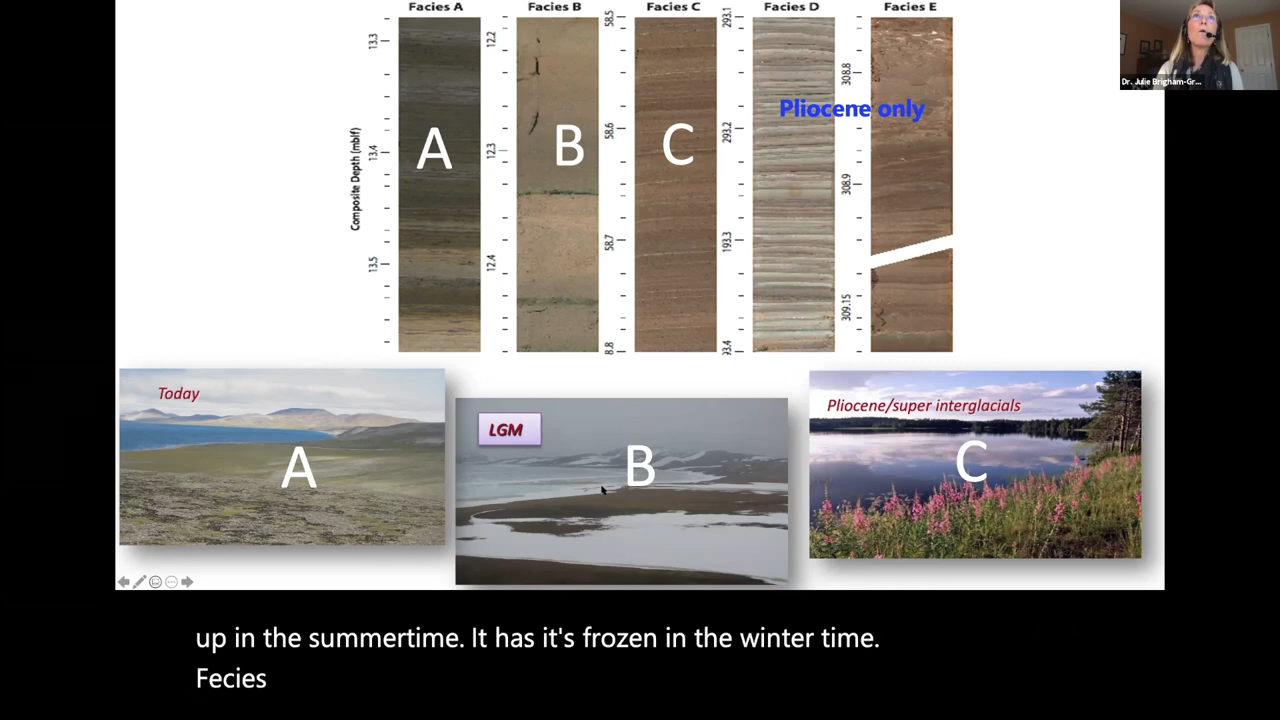 Facies A
Facies B
Facies C
Facies D
Facies E
Composite Depth (mblf)
13.3
13.4
13.5
12.2
12.3
12.4
58.5
58.6
58.7
8.8
293.1
293.2
193.3
93.4
308.8
308.9
309.15
A
B
C
Pliocene only
Today
A
LGM
B
Pliocene/super interglacials
C
Dr. Julie Brigham-Gr...
up in the summertime. It has it's frozen in the winter time.
Fecies